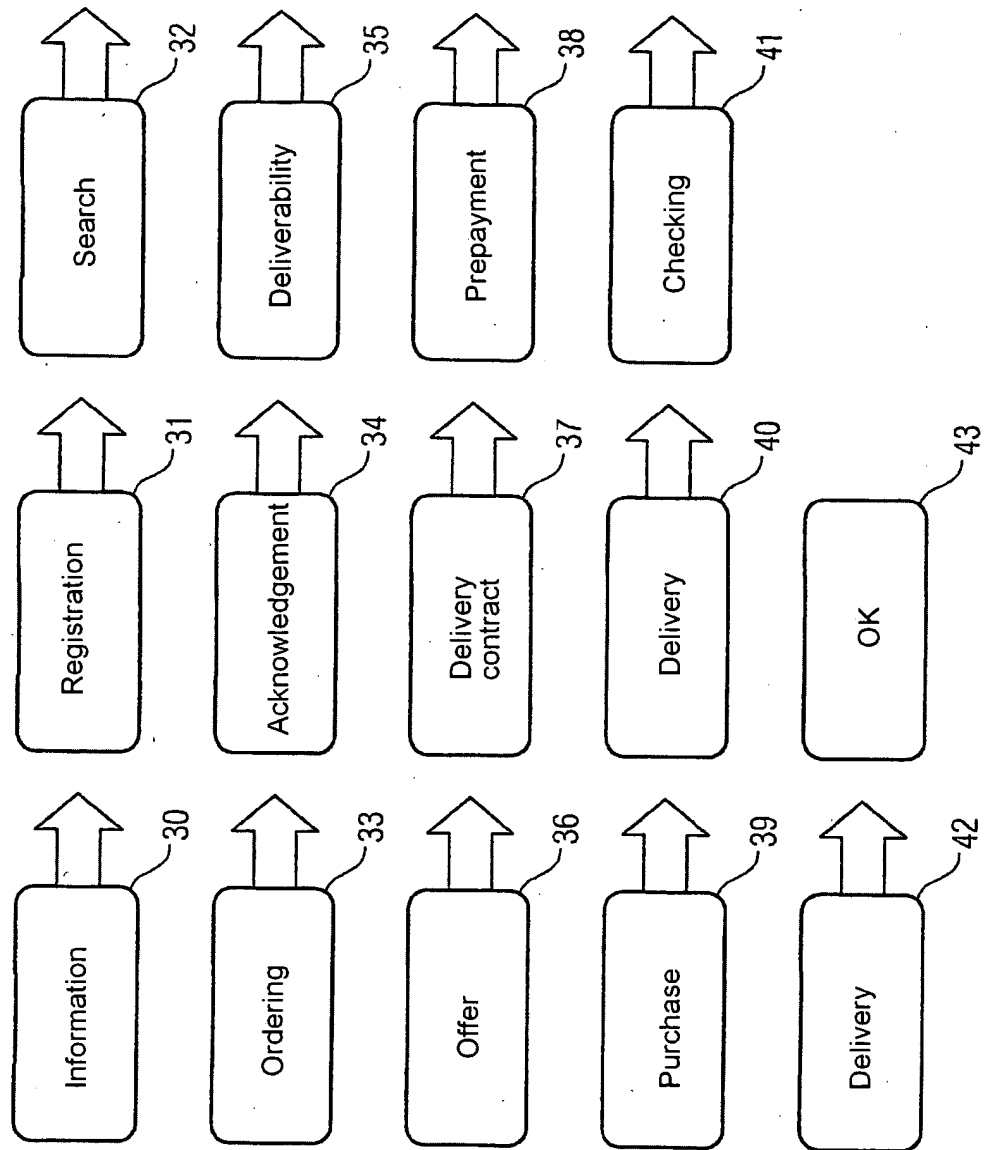 Information
30
Registration
31
Search
32
Ordering
33
Acknowledgement
34
Deliverability
35
Offer
36
Delivery
contract
37
Prepayment
38
Purchase
39
Delivery
40
Checking
41
Delivery
42
OK
43